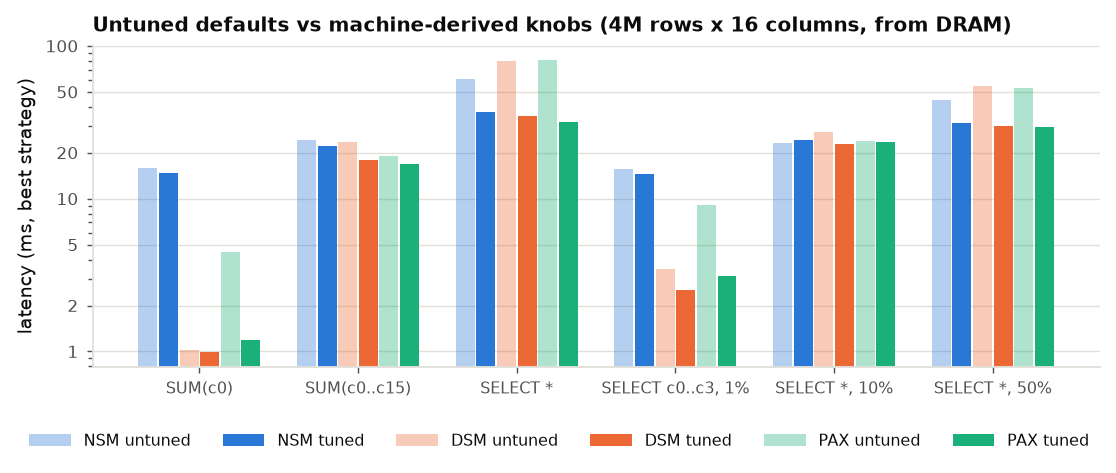 Untuned defaults vs machine-derived knobs (4M rows x 16 columns, from DRAM)
latency (ms, best strategy)
100
50
20
10
5
2
1
SUM(c0)
SUM(c0..c15)
SELECT *
SELECT c0..c3, 1%
SELECT *, 10%
SELECT *, 50%
NSM untuned
NSM tuned
DSM untuned
DSM tuned
PAX untuned
PAX tuned